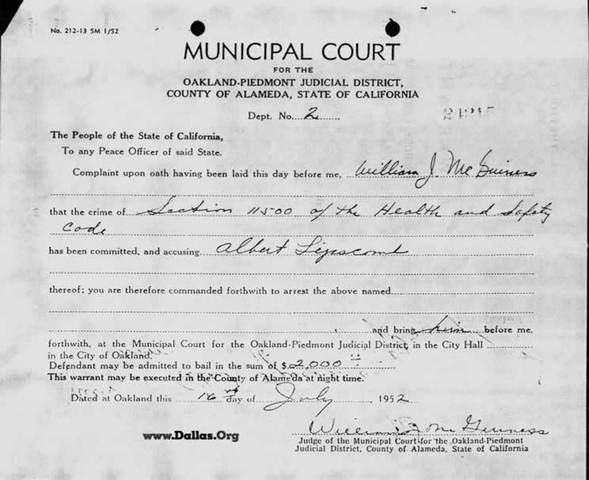 No. 212-13 5M 1/52
MUNICIPAL COURT
FOR THE
OAKLAND-PIEDMONT JUDICIAL DISTRICT,
COUNTY OF ALAMEDA, STATE OF CALIFORNIA
Dept. No. 2
The People of the State of California,
To any Peace Officer of said State.
Complaint upon oath having been laid this day before me, William J. McGuiness
that the crime of Section 11500 of the Health and Safety
Code
has been committed, and accusing Albert Lipscomb
thereof; you are therefore commanded forthwith to arrest the above named
and bring him before me,
forthwith, at the Municipal Court for the Oakland-Piedmont Judicial District, in the City Hall
in the City of Oakland.
Defendant may be admitted to bail in the sum of $2,000
This warrant may be executed in the County of Alameda at night time.
Dated at Oakland this 16th day of July 1952
William J McGuiness
www.Dallas.Org
Judge of the Municipal Court for the Oakland-Piedmont
Judicial District, County of Alameda, State of California